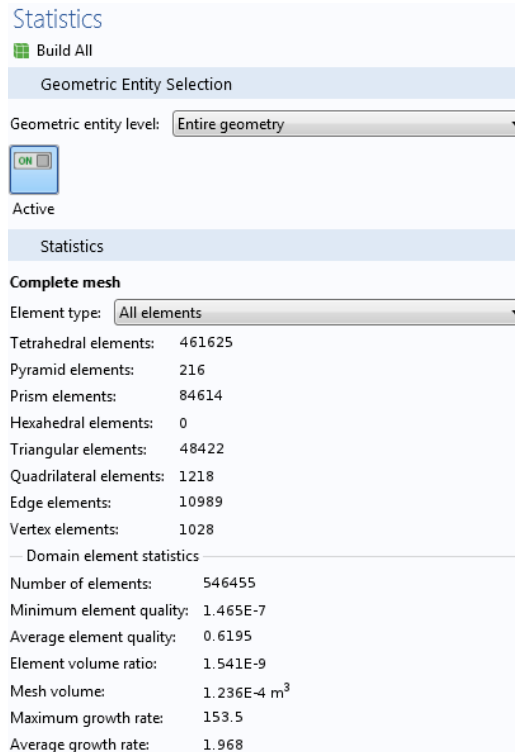 Statistics
Build All
Geometric Entity Selection
Geometric entity level: Entire geometry
ON
Active
Statistics
Complete mesh
Element type: All elements
Tetrahedral elements: 461625
Pyramid elements: 216
Prism elements: 84614
Hexahedral elements: 0
Triangular elements: 48422
Quadrilateral elements: 1218
Edge elements: 10989
Vertex elements: 1028
Domain element statistics
Number of elements: 546455
Minimum element quality: 1.465E-7
Average element quality: 0.6195
Element volume ratio: 1.541E-9
Mesh volume: 1.236E-4 m³
Maximum growth rate: 153.5
Average growth rate: 1.968